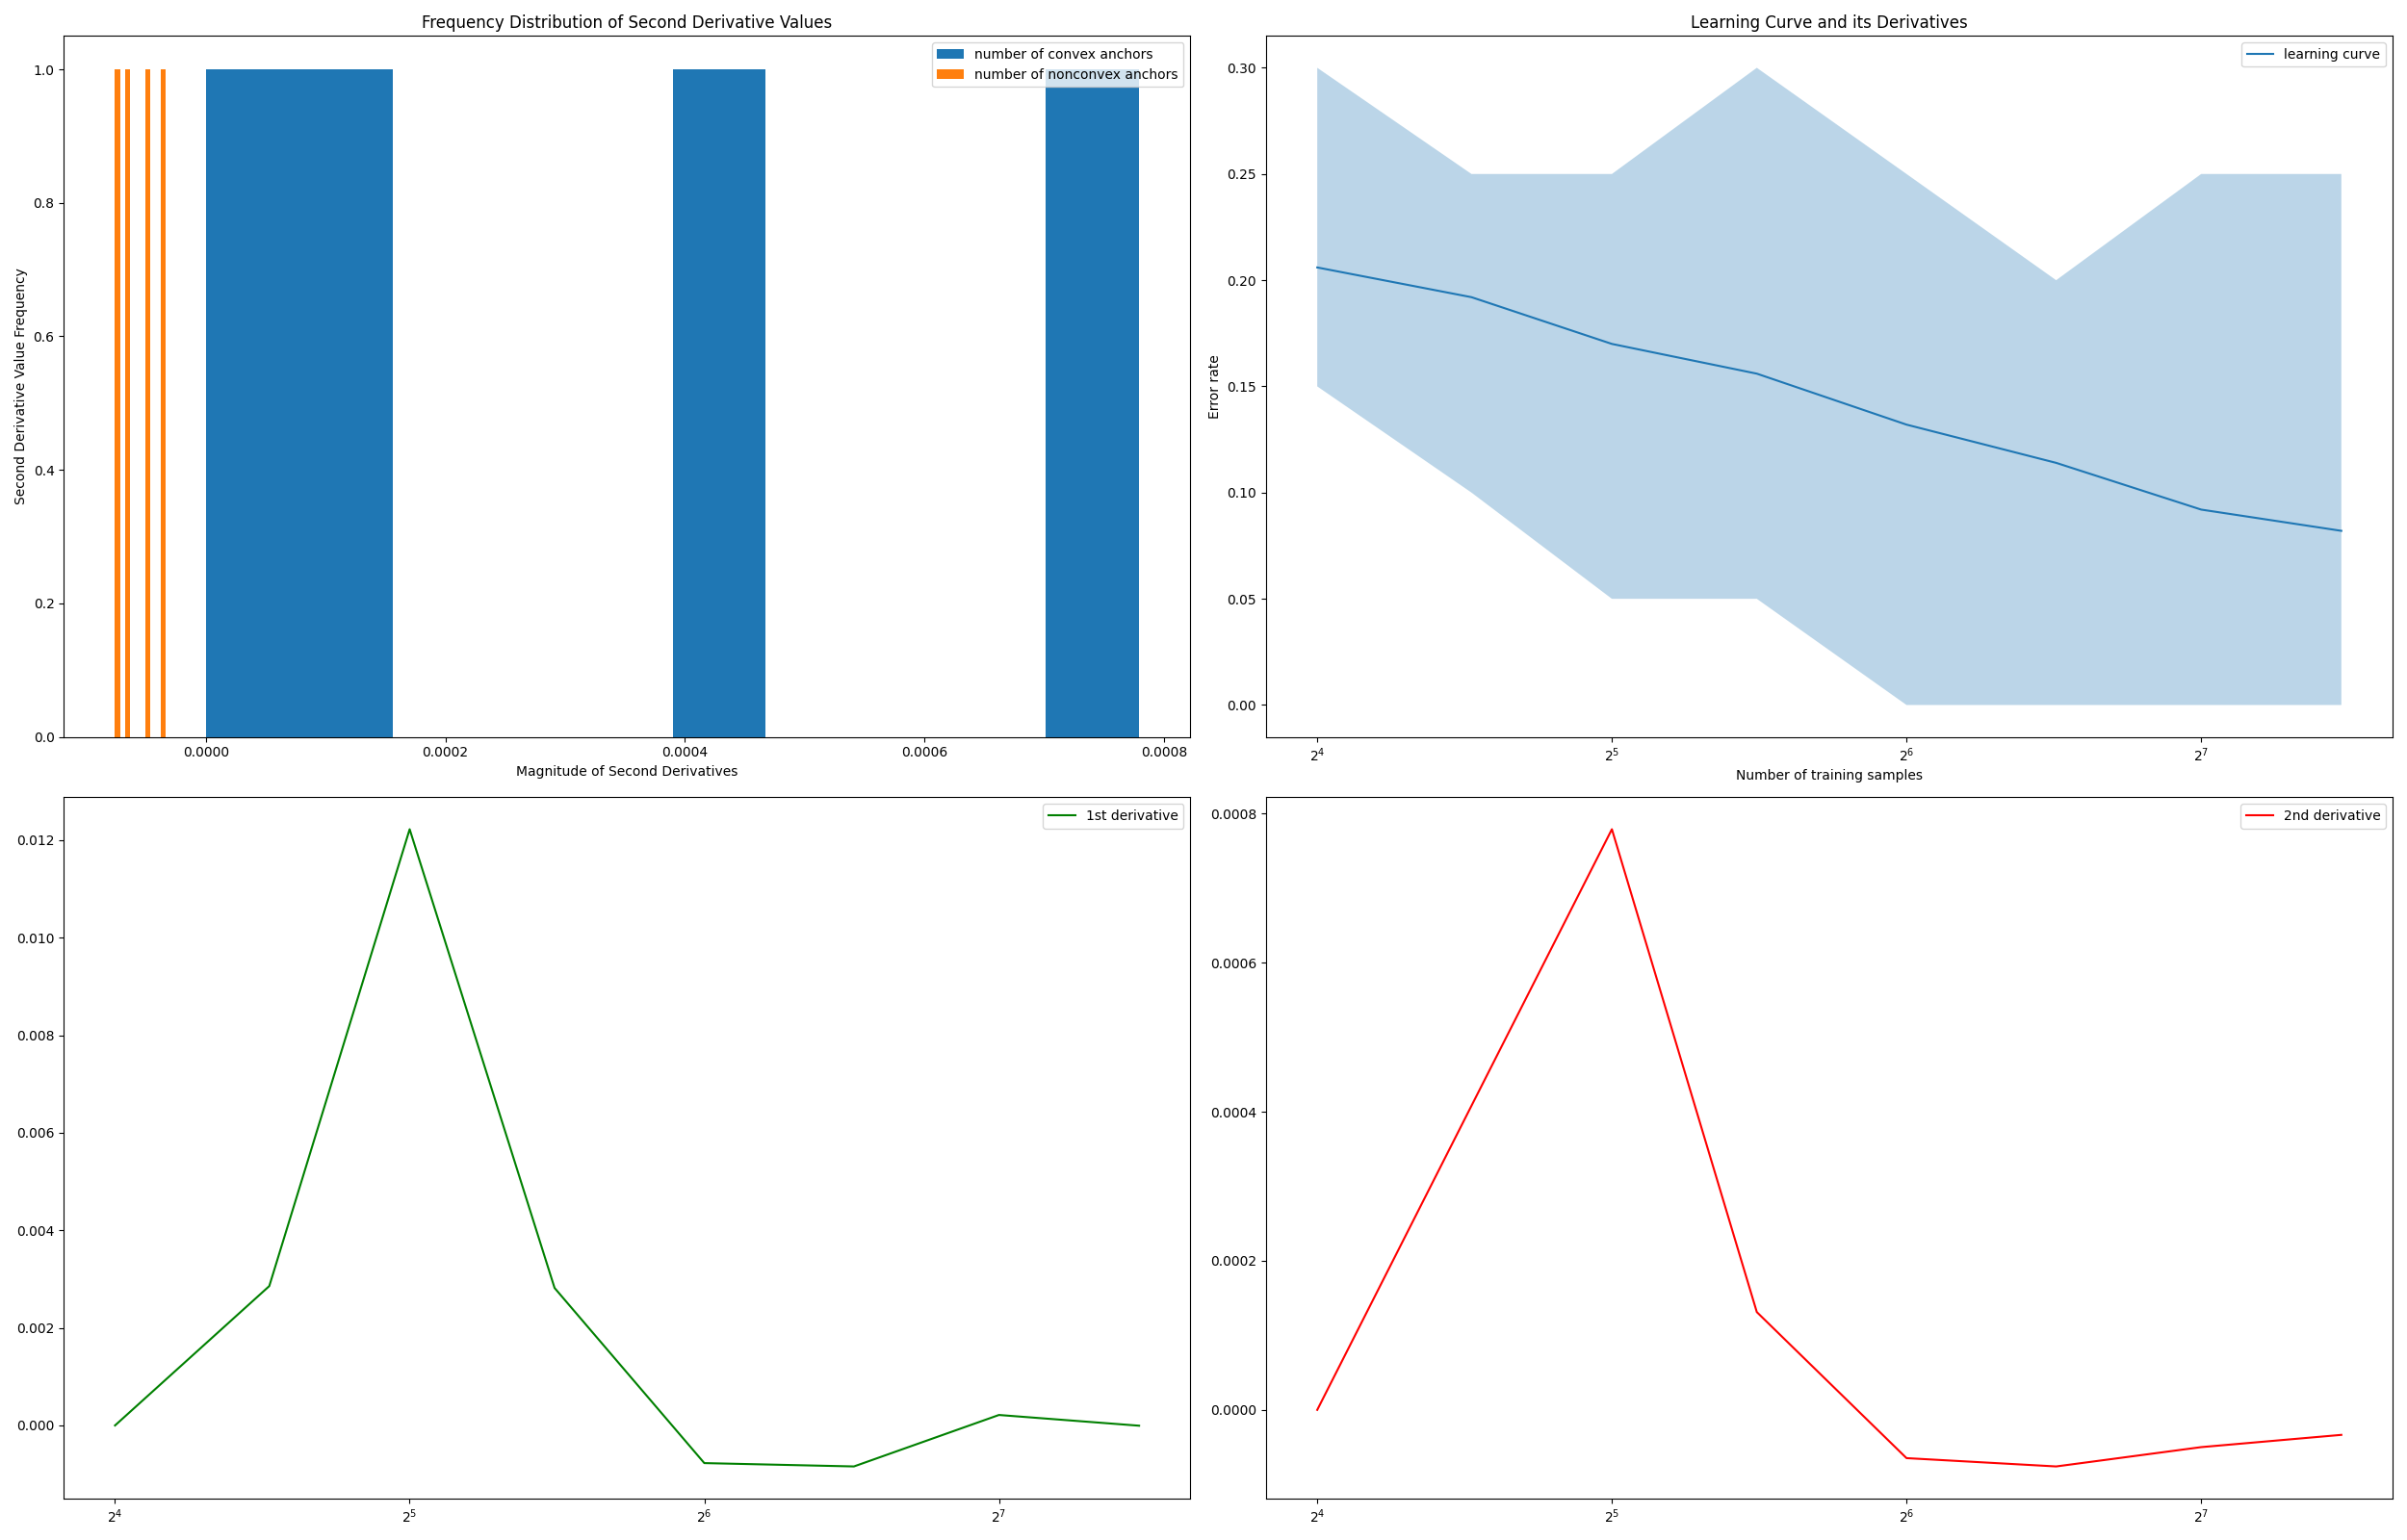 Frequency Distribution of Second Derivative Values
number of convex anchors
number of nonconvex anchors
1.0
0.8
0.6
0.4
0.2
0.0
Second Derivative Value Frequency
0.0000 0.0002 0.0004 0.0006 0.0008
Magnitude of Second Derivatives
Learning Curve and its Derivatives
learning curve
0.30
0.25
0.20
0.15
0.10
0.05
0.00
Error rate
2⁴ 2⁵ 2⁶ 2⁷
Number of training samples
1st derivative
0.012
0.010
0.008
0.006
0.004
0.002
0.000
2⁴ 2⁵ 2⁶ 2⁷
2nd derivative
0.0008
0.0006
0.0004
0.0002
0.0000
2⁴ 2⁵ 2⁶ 2⁷